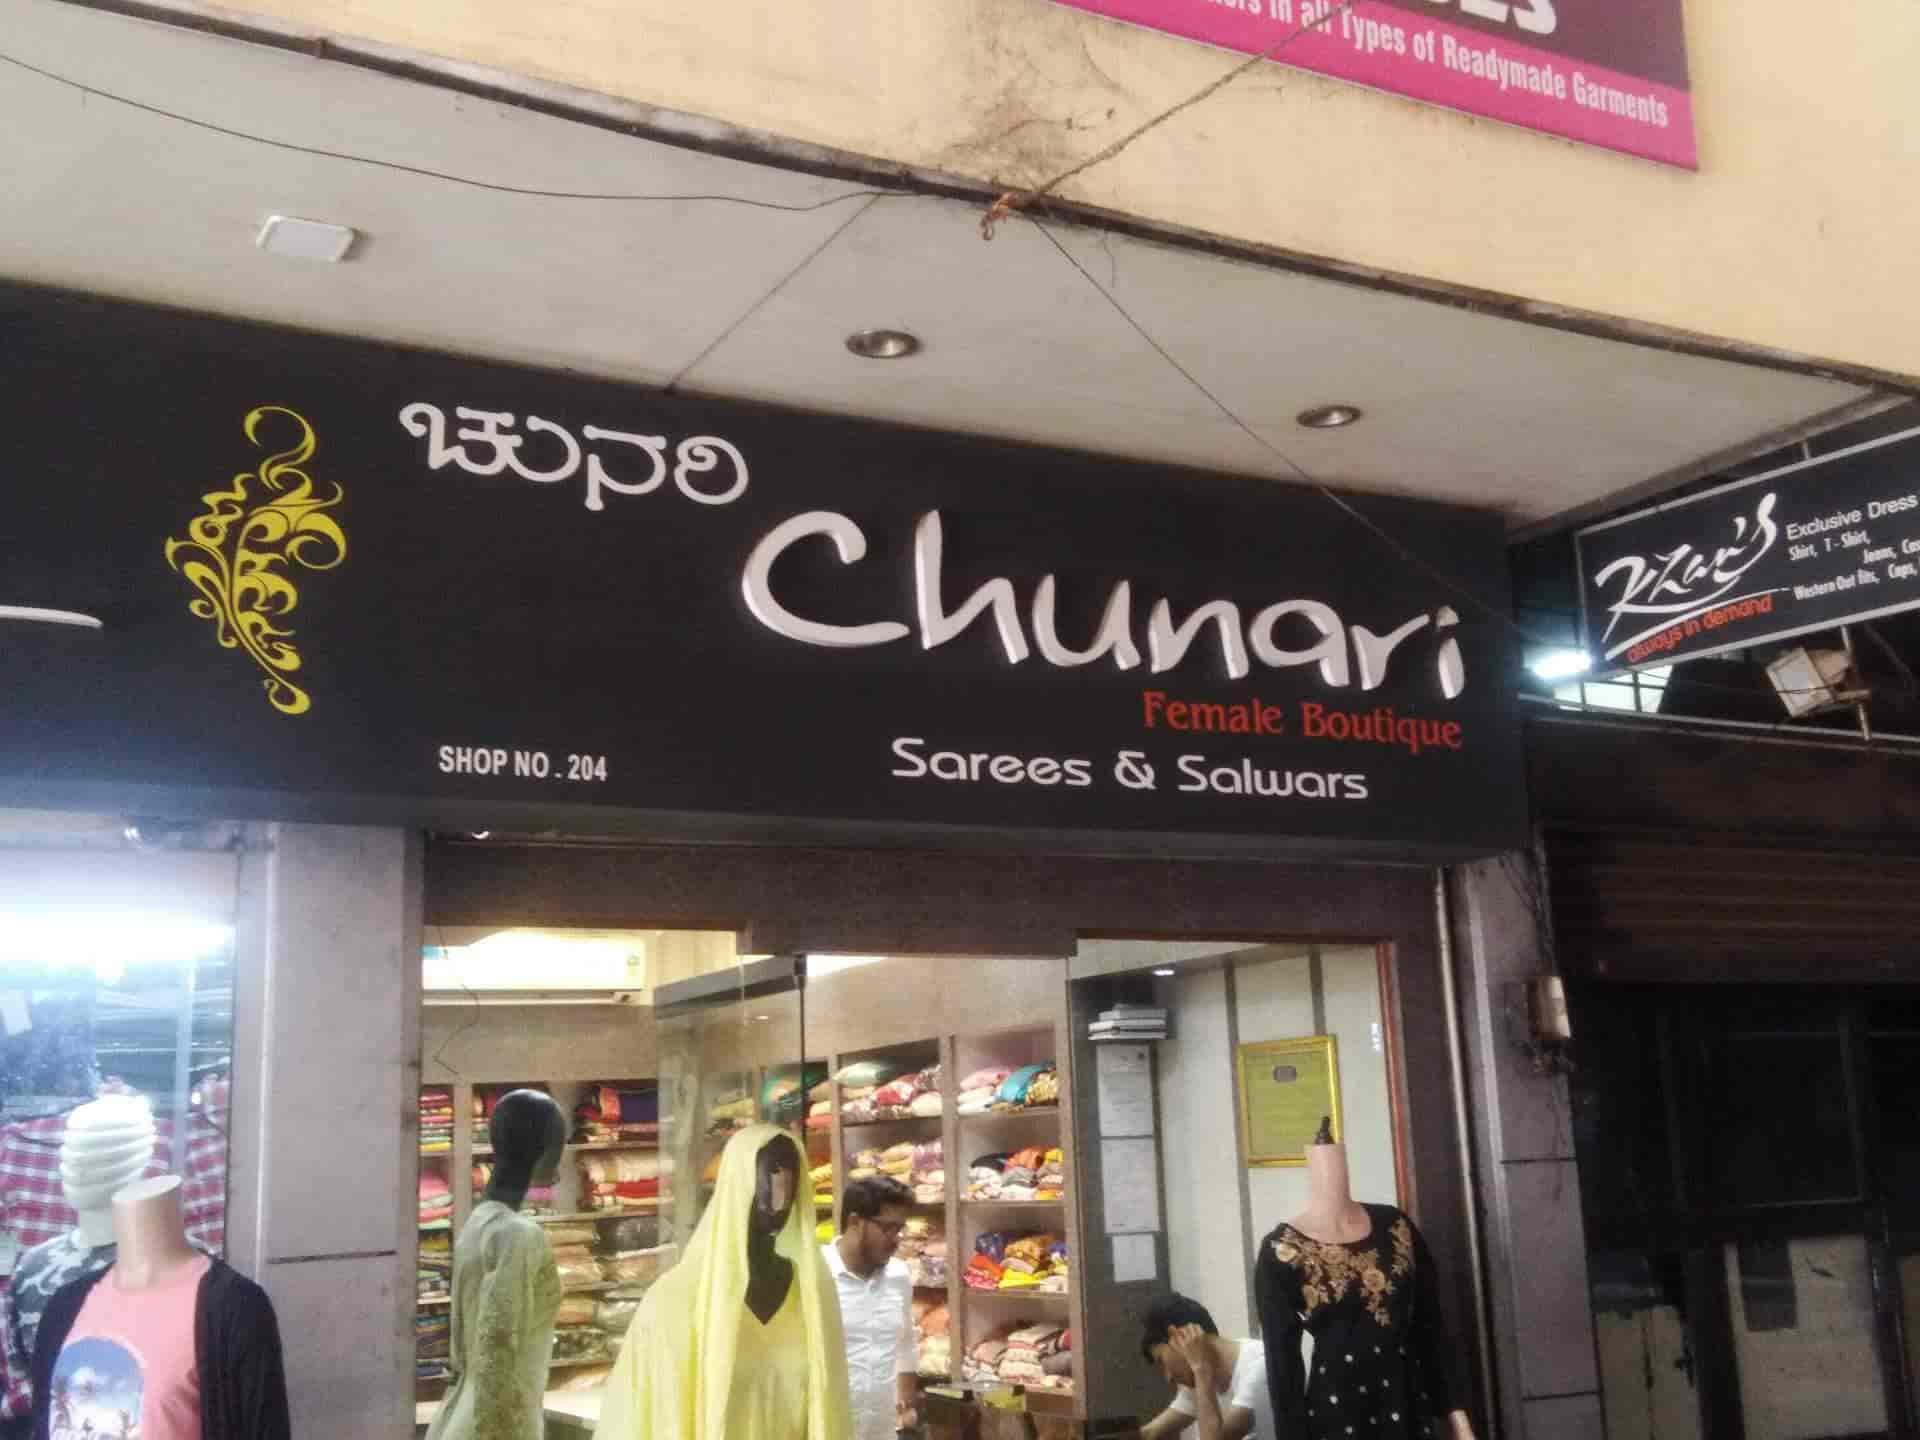 in all Types of Readymade Garments
ಚುನರಿ
Chunari
Female Boutique
Sarees & Salwars
SHOP NO. 204
Exclusive Dress
Shirt, T-Shirt,
Jeans,
Western Out fits, Caps,
always in demand